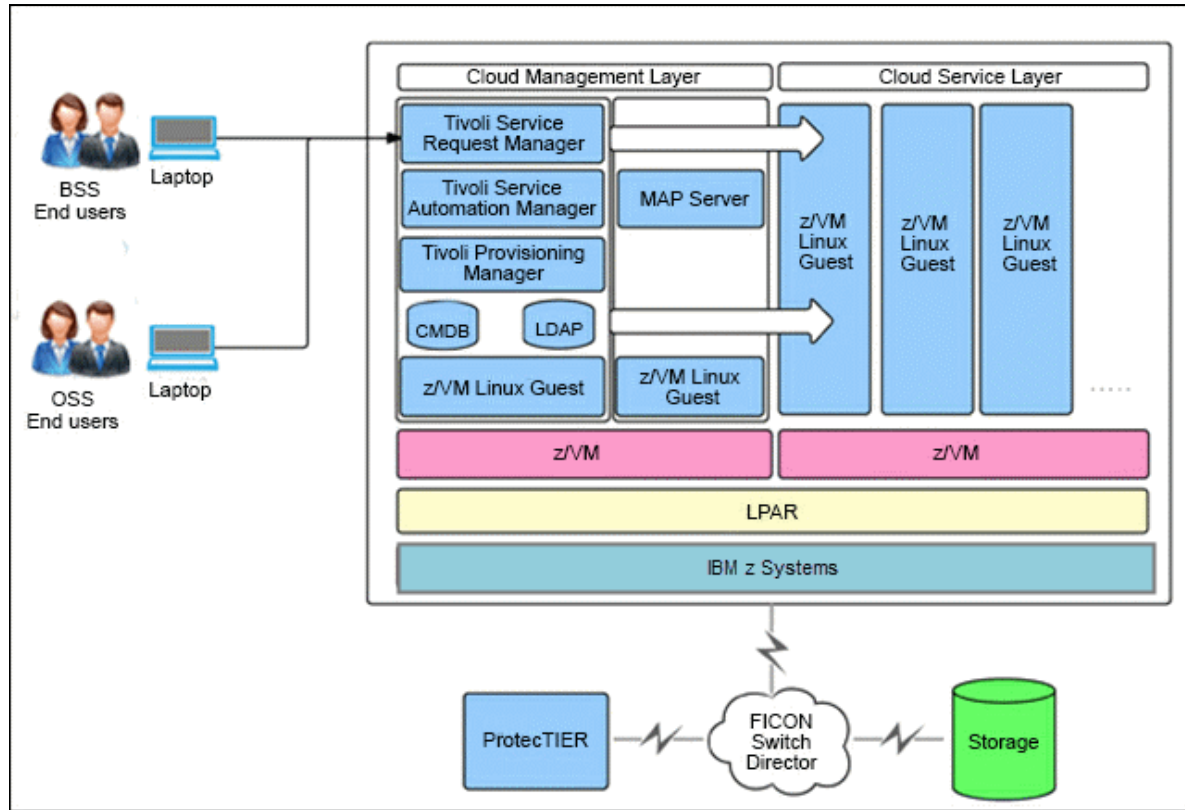 Cloud Management Layer
Cloud Service Layer
BSS
End users
Laptop
OSS
End users
Laptop
Tivoli Service
Request Manager
Tivoli Service
Automation Manager
Tivoli Provisioning
Manager
CMDB
LDAP
z/VM Linux Guest
MAP Server
z/VM Linux
Guest
z/VM
Linux
Guest
z/VM
Linux
Guest
z/VM
Linux
Guest
.....
z/VM
z/VM
LPAR
IBM z Systems
ProtecTIER
FICON
Switch
Director
Storage